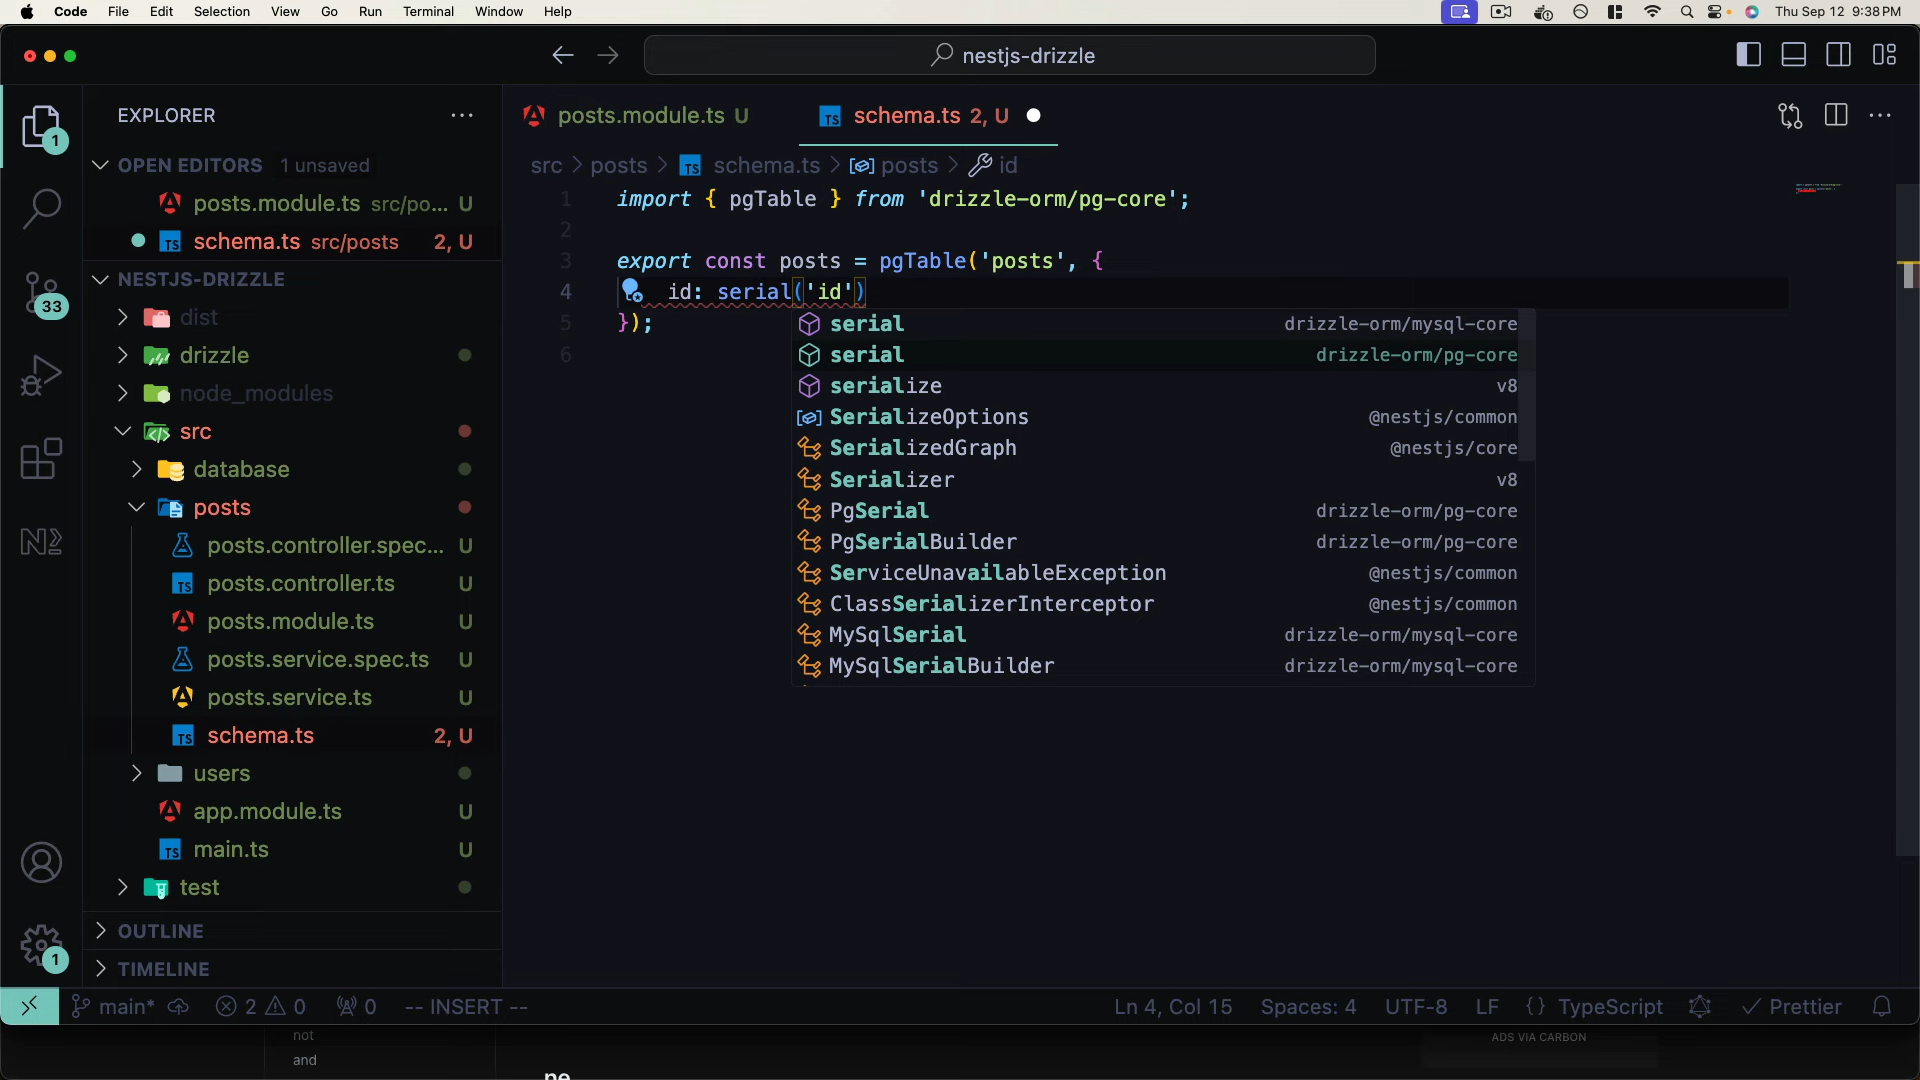 Code File Edit Selection View Go Run Terminal Window Help
Thu Sep 12 9:38 PM
nestjs-drizzle
EXPLORER
1
OPEN EDITORS 1 unsaved
posts.module.ts src/po... U
schema.ts src/posts 2, U
NESTJS-DRIZZLE
33
dist
drizzle
node_modules
src
database
posts
posts.controller.spec... U
posts.controller.ts U
posts.module.ts U
posts.service.spec.ts U
posts.service.ts U
schema.ts 2, U
users
app.module.ts U
main.ts U
test
OUTLINE
TIMELINE
1
posts.module.ts U
schema.ts 2, U
src > posts > TS schema.ts > posts > id
1 import { pgTable } from 'drizzle-orm/pg-core';
2
3 export const posts = pgTable('posts', {
4 id: serial('id')
5 });
6
serial drizzle-orm/mysql-core
serial drizzle-orm/pg-core
serialize v8
SerializeOptions @nestjs/common
SerializedGraph @nestjs/core
Serializer v8
PgSerial drizzle-orm/pg-core
PgSerialBuilder drizzle-orm/pg-core
ServiceUnavailableException @nestjs/common
ClassSerializerInterceptor @nestjs/common
MySqlSerial drizzle-orm/mysql-core
MySqlSerialBuilder drizzle-orm/mysql-core
main* 2 0 0 -- INSERT --
Ln 4, Col 15 Spaces: 4 UTF-8 LF {} TypeScript Prettier
not
and
ADS VIA CARBON